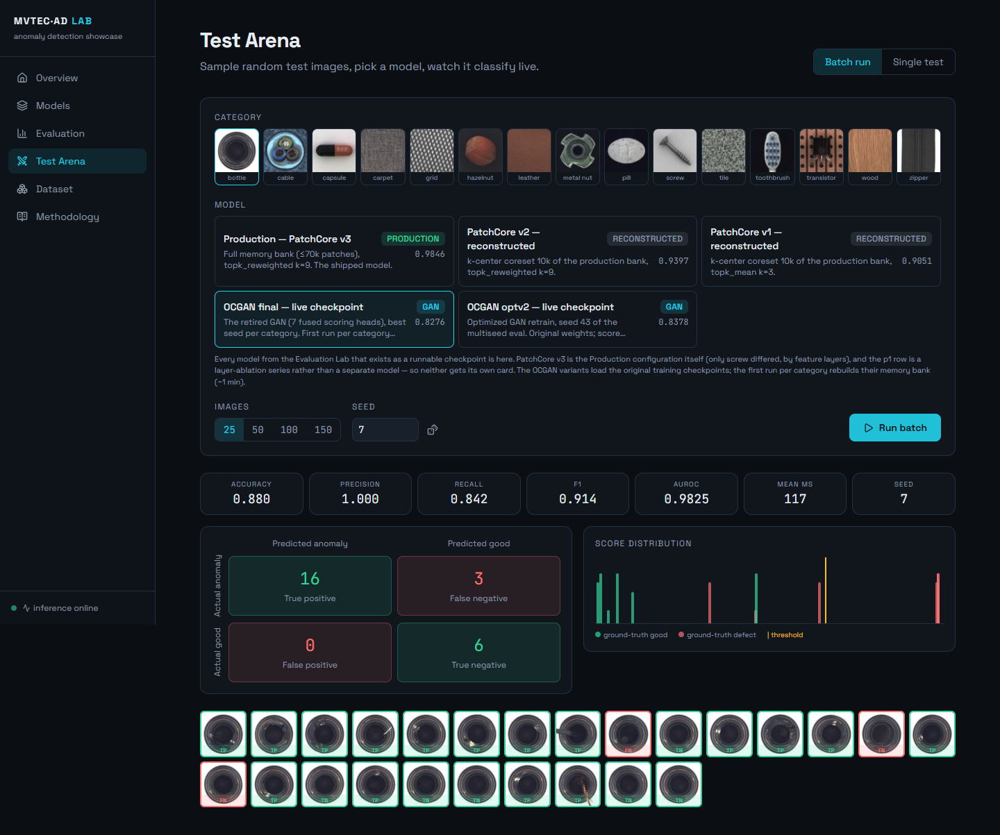 MVTEC·AD LAB
anomaly detection showcase
Overview
Models
Evaluation
Test Arena
Dataset
Methodology
inference online
Test Arena
Sample random test images, pick a model, watch it classify live.
Batch run
Single test
CATEGORY
bottle
cable
capsule
carpet
grid
hazelnut
leather
metal nut
pill
screw
tile
toothbrush
transistor
wood
zipper
MODEL
Production — PatchCore v3
PRODUCTION
Full memory bank (≤70k patches),
topk_reweighted k=9. The shipped model.
0.9846
PatchCore v2 —
reconstructed
RECONSTRUCTED
k-center coreset 10k of the production bank,
topk_reweighted k=9.
0.9397
PatchCore v1 —
reconstructed
RECONSTRUCTED
k-center coreset 10k of the production bank,
topk_mean k=3.
0.9051
OCGAN final — live checkpoint
GAN
The retired GAN (7 fused scoring heads), best
seed per category. First run per category…
0.8276
OCGAN optv2 — live checkpoint
GAN
Optimized GAN retrain, seed 43 of the
multiseed eval. Original weights; score…
0.8378
Every model from the Evaluation Lab that exists as a runnable checkpoint is here. PatchCore v3 is the Production configuration itself (only screw differed, by feature layers), and the p1 row is a
layer-ablation series rather than a separate model — so neither gets its own card. The OCGAN variants load the original training checkpoints; the first run per category rebuilds their memory bank
(~1 min).
IMAGES
25 50 100 150
SEED
7
Run batch
ACCURACY
0.880
PRECISION
1.000
RECALL
0.842
F1
0.914
AUROC
0.9825
MEAN MS
117
SEED
7
Predicted anomaly
Predicted good
Actual anomaly
16
True positive
3
False negative
Actual good
0
False positive
6
True negative
SCORE DISTRIBUTION
ground-truth good
ground-truth defect
threshold
TP TP TP TP TP TP TP TP FN TN TP TP TP FN TP
FN TP TN TP TN TN TP TP TN TN